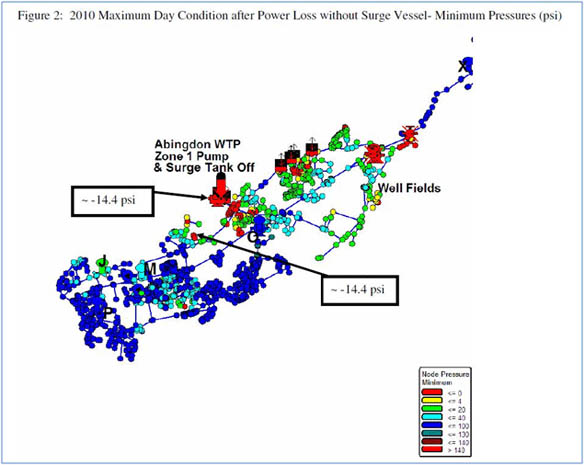 Figure 2: 2010 Maximum Day Condition after Power Loss without Surge Vessel- Minimum Pressures (psi)
X
Abingdon WTP
Zone 1 Pump
& Surge Tank Off
Well Fields
~ -14.4 psi
~ -14.4 psi
J
M
P
Node Pressure
Minimum
<= 0
<= 4
<= 20
<= 40
<= 100
<= 130
<= 140
> 140